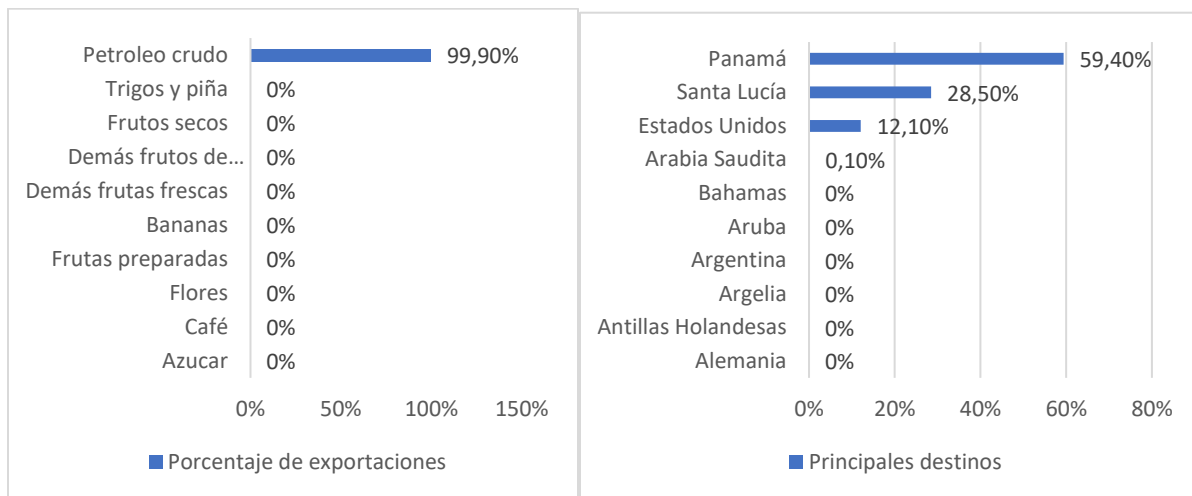 Petroleo crudo 99,90%
Trigos y piña 0%
Frutos secos 0%
Demás frutos de... 0%
Demás frutas frescas 0%
Bananas 0%
Frutas preparadas 0%
Flores 0%
Café 0%
Azucar 0%
0% 50% 100% 150%
Porcentaje de exportaciones
Panamá 59,40%
Santa Lucía 28,50%
Estados Unidos 12,10%
Arabia Saudita 0,10%
Bahamas 0%
Aruba 0%
Argentina 0%
Argelia 0%
Antillas Holandesas 0%
Alemania 0%
0% 20% 40% 60% 80%
Principales destinos